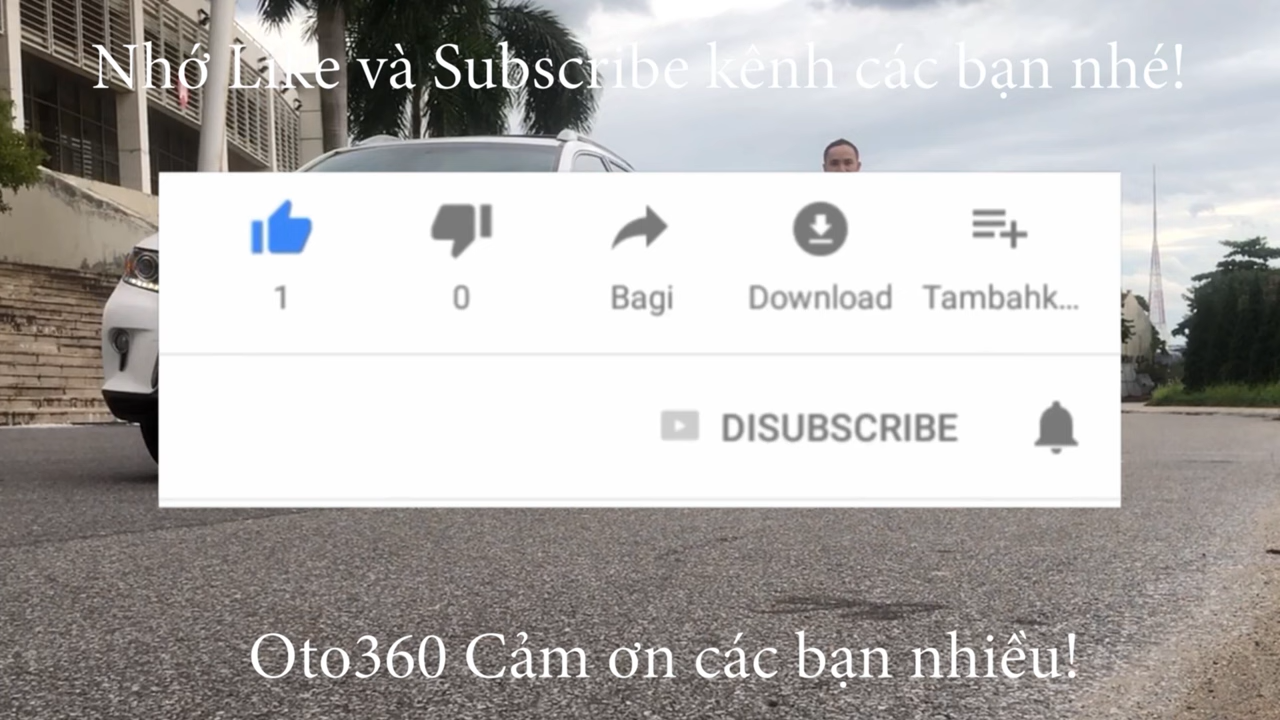 Nhớ Like và Subscribe kênh các bạn nhé!
1 0 Bagi Download Tambahk...
DISUBSCRIBE
Oto360 Cảm ơn các bạn nhiều!